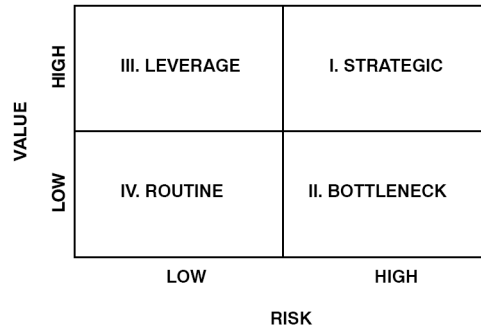 HIGH
III. LEVERAGE
I. STRATEGIC
VALUE
LOW
IV. ROUTINE
II. BOTTLENECK
LOW
HIGH
RISK